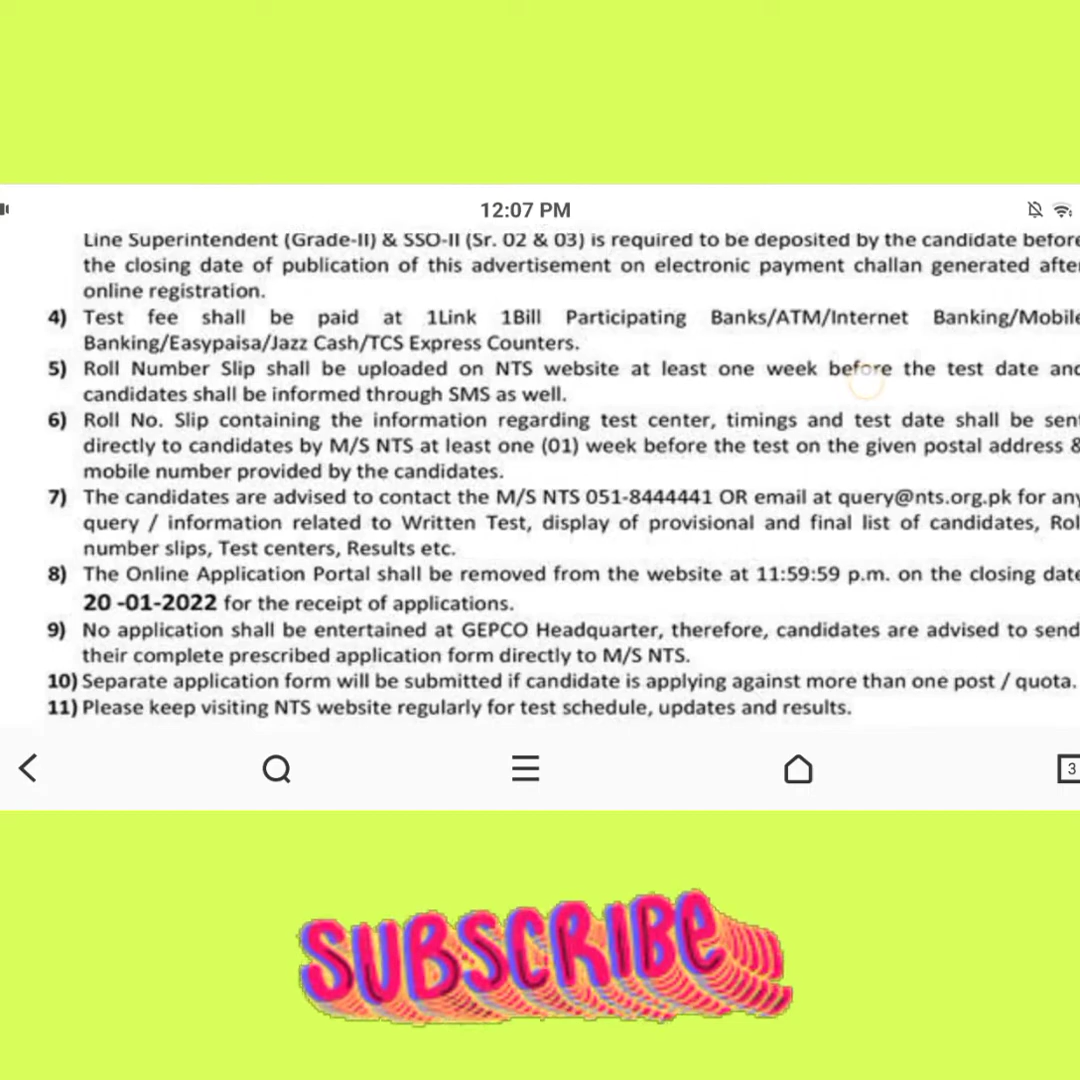 12:07 PM
Line Superintendent (Grade-II) & SSO-II (Sr. 02 & 03) is required to be deposited by the candidate before
the closing date of publication of this advertisement on electronic payment challan generated after
online registration.
4) Test fee shall be paid at 1Link 1Bill Participating Banks/ATM/Internet Banking/Mobile
Banking/Easypaisa/Jazz Cash/TCS Express Counters.
5) Roll Number Slip shall be uploaded on NTS website at least one week before the test date and
candidates shall be informed through SMS as well.
6) Roll No. Slip containing the information regarding test center, timings and test date shall be sent
directly to candidates by M/S NTS at least one (01) week before the test on the given postal address &
mobile number provided by the candidates.
7) The candidates are advised to contact the M/S NTS 051-8444441 OR email at query@nts.org.pk for any
query / information related to Written Test, display of provisional and final list of candidates, Rol
number slips, Test centers, Results etc.
8) The Online Application Portal shall be removed from the website at 11:59:59 p.m. on the closing date
20 -01-2022 for the receipt of applications.
9) No application shall be entertained at GEPCO Headquarter, therefore, candidates are advised to send
their complete prescribed application form directly to M/S NTS.
10) Separate application form will be submitted if candidate is applying against more than one post / quota.
11) Please keep visiting NTS website regularly for test schedule, updates and results.
3
SUBSCRIBE